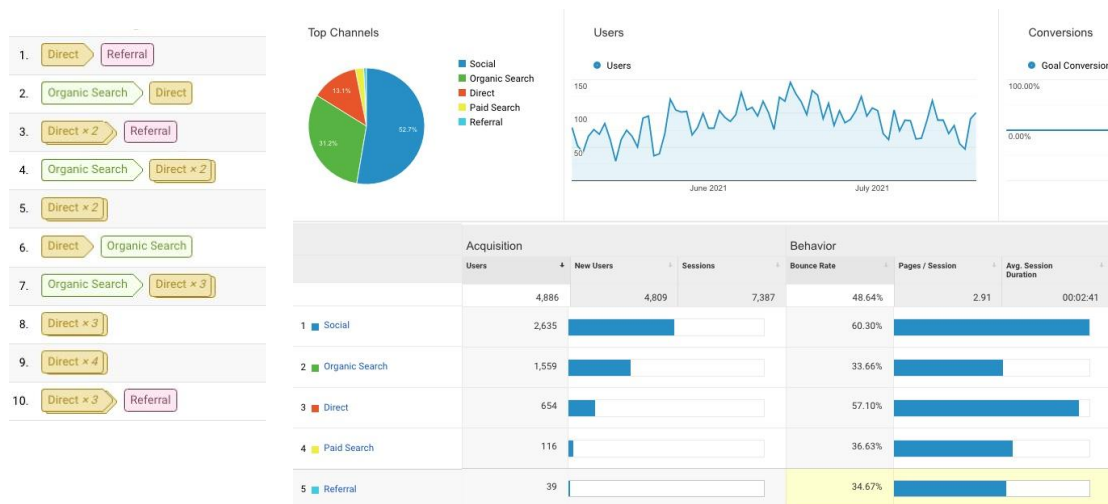 1. Direct Referral
2. Organic Search Direct
3. Direct × 2 Referral
4. Organic Search Direct × 2
5. Direct × 2
6. Direct Organic Search
7. Organic Search Direct × 3
8. Direct × 3
9. Direct × 4
10. Direct × 3 Referral
Top Channels
Social
Organic Search
Direct
Paid Search
Referral
13.1%
31.2%
52.7%
Users
Users
150
100
50
June 2021 July 2021
Conversions
Goal Conversion
100.00%
0.00%
Acquisition Behavior
Users New Users Sessions Bounce Rate Pages / Session Avg. Session
Duration
4,886 4,809 7,387 48.64% 2.91 00:02:41
1 Social 2,635 60.30%
2 Organic Search 1,559 33.66%
3 Direct 654 57.10%
4 Paid Search 116 36.63%
5 Referral 39 34.67%